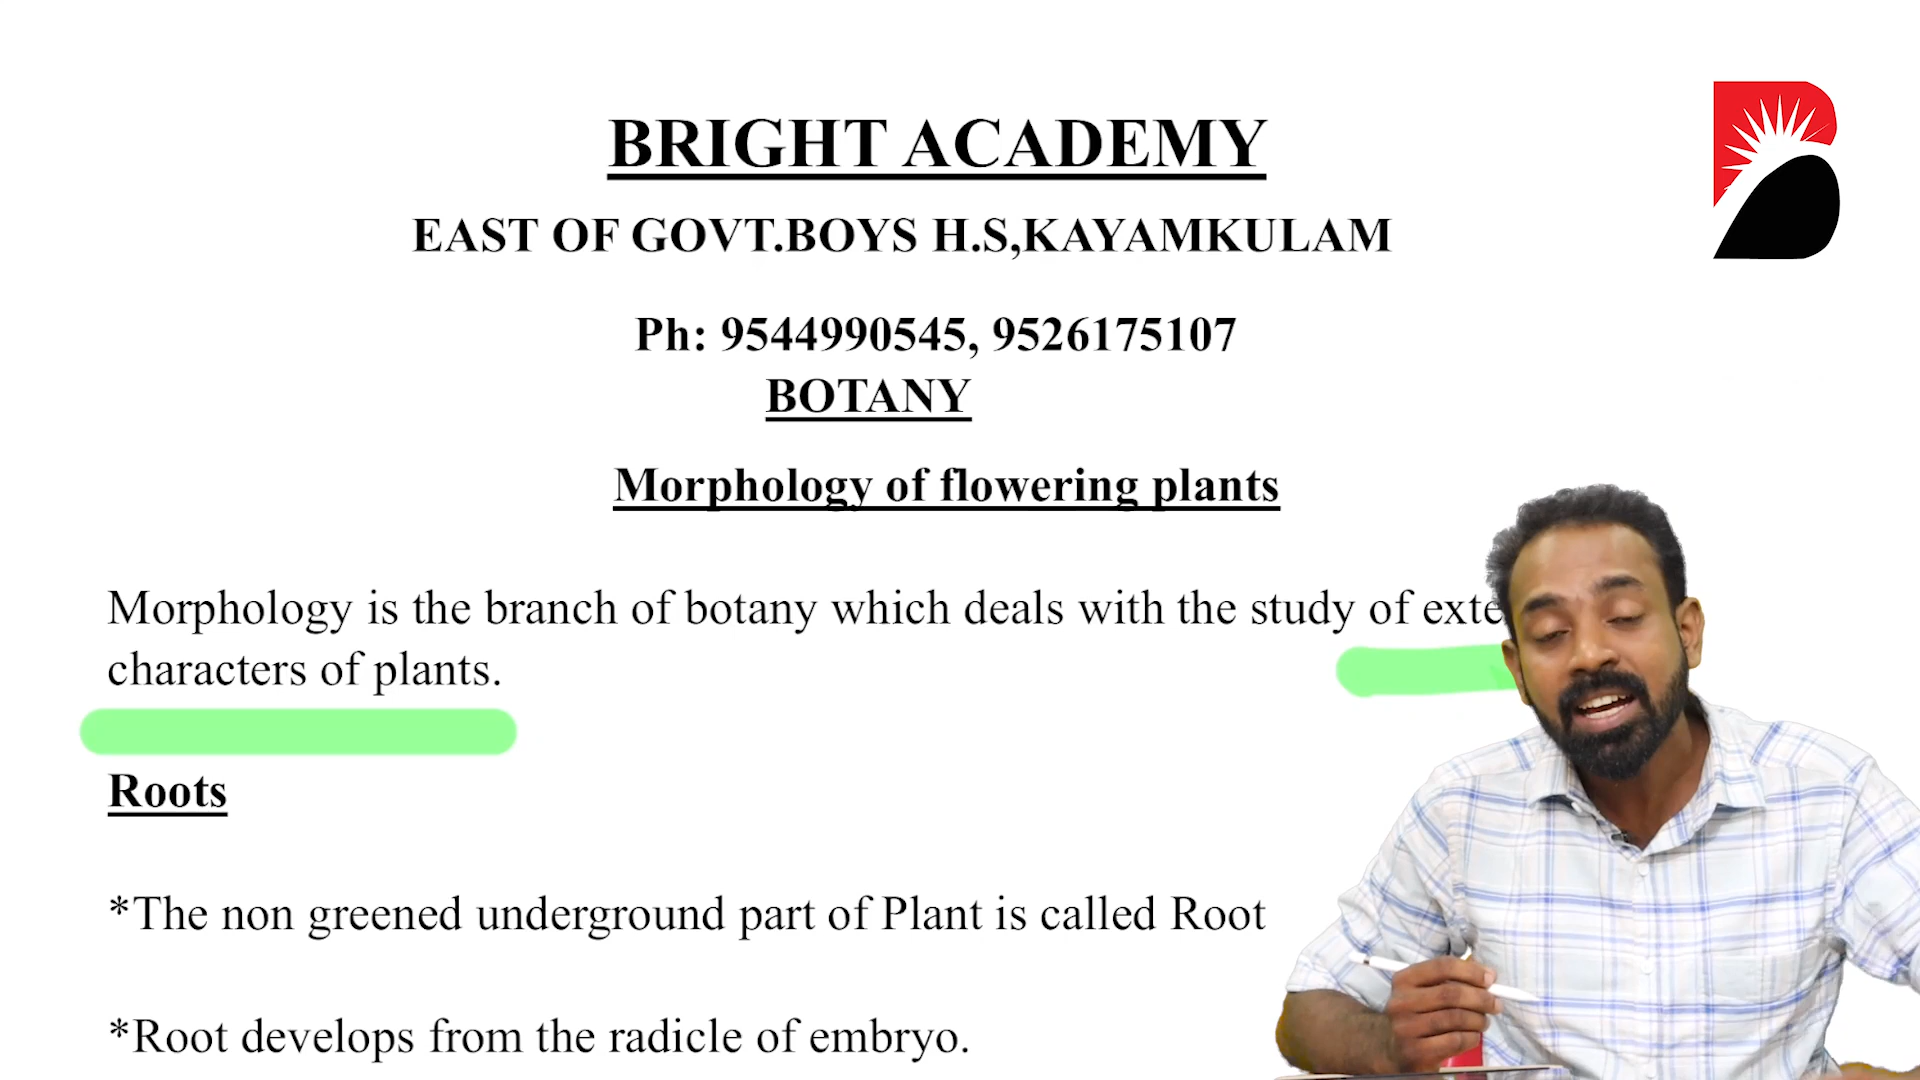 BRIGHT ACADEMY
EAST OF GOVT.BOYS H.S,KAYAMKULAM
Ph: 9544990545, 9526175107
BOTANY
Morphology of flowering plants
Morphology is the branch of botany which deals with the study of
characters of plants.
Roots
*The non greened underground part of Plant is called Root
*Root develops from the radicle of embryo.